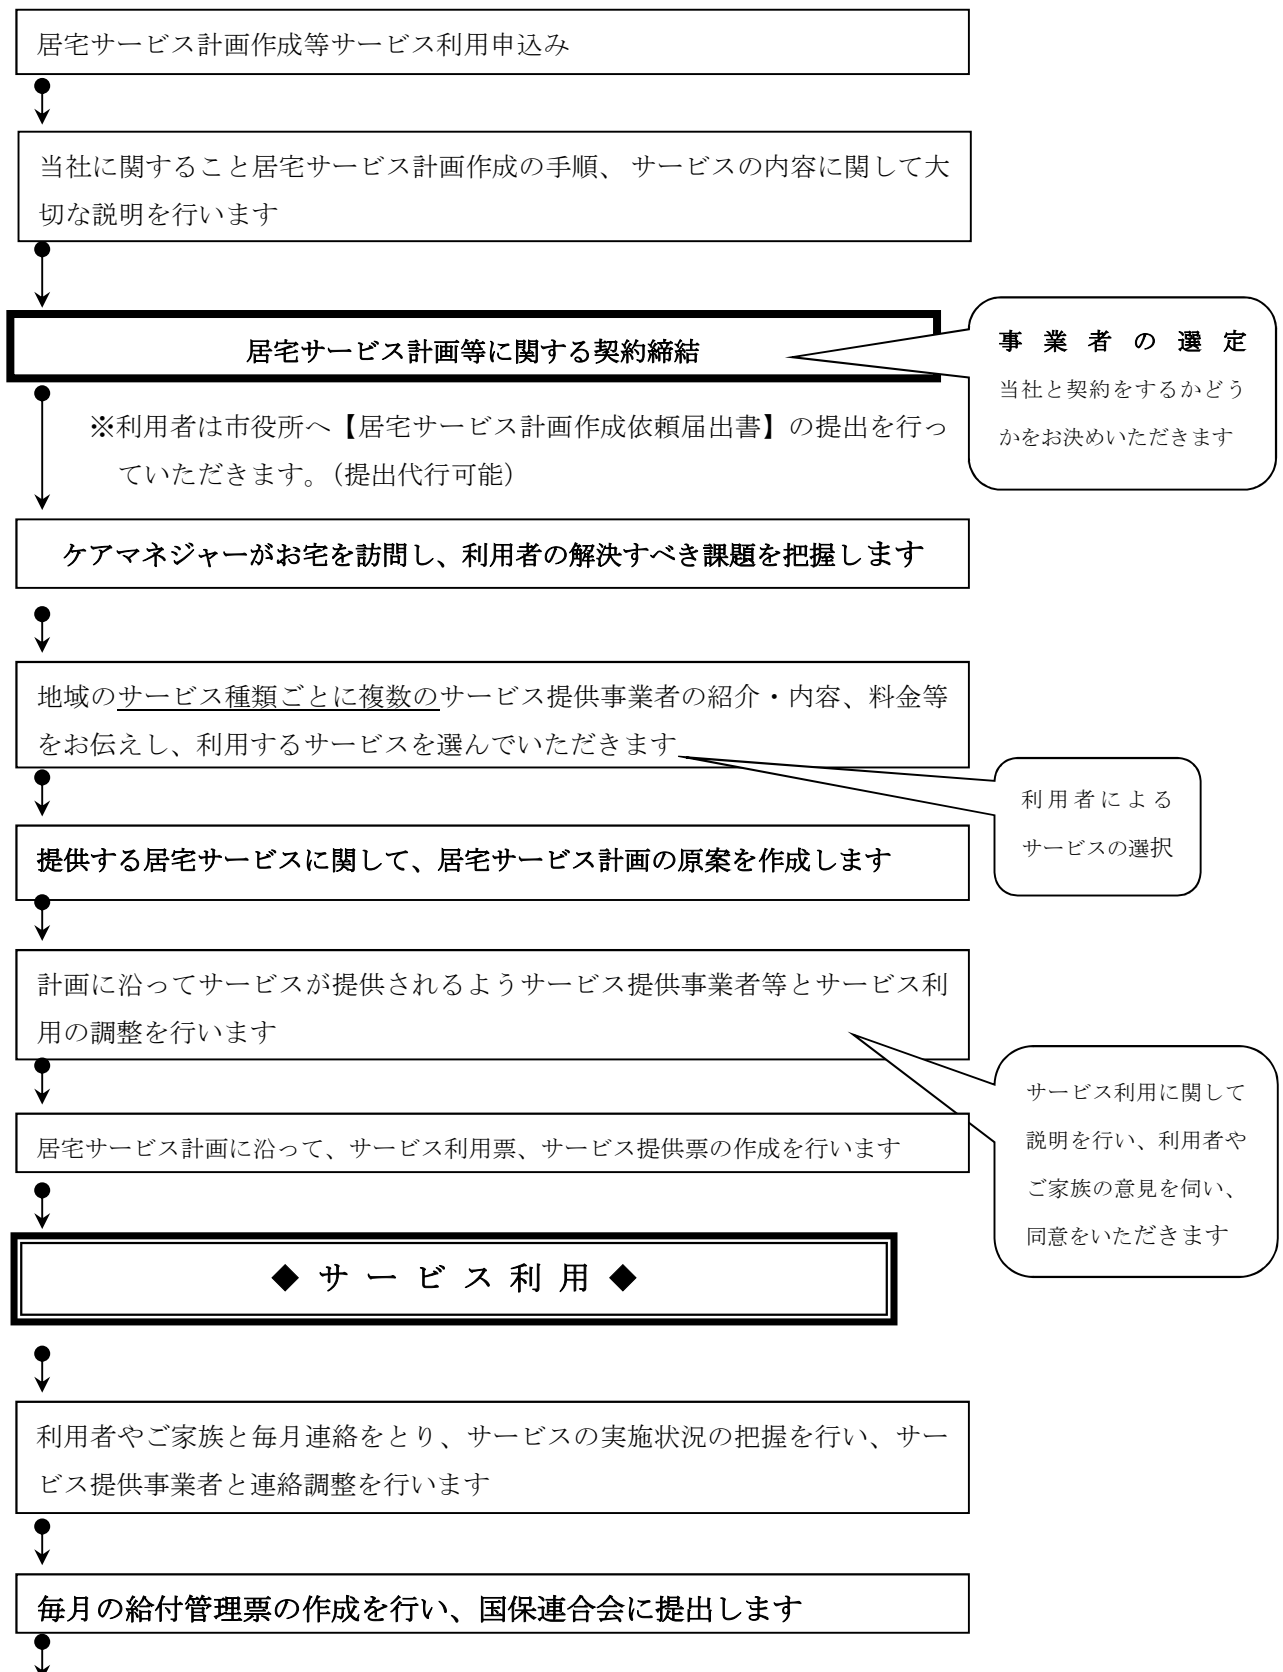 居宅サービス計画作成等サービス利用申込み
当社に関すること居宅サービス計画作成の手順、 サービスの内容に関して大
切な説明を行います
居宅サービス計画等に関する契約締結
事業者の選定
当社と契約をするかどう
かをお決めいただきます
※利用者は市役所へ【居宅サービス計画作成依頼届出書】の提出を行っ
ていただきます。（提出代行可能）
ケアマネジャーがお宅を訪問し、利用者の解決すべき課題を把握します
地域のサービス種類ごとに複数のサービス提供事業者の紹介・内容、料金等
をお伝えし、利用するサービスを選んでいただきます
利用者による
サービスの選択
提供する居宅サービスに関して、居宅サービス計画の原案を作成します
計画に沿ってサービスが提供されるようサービス提供事業者等とサービス利
用の調整を行います
サービス利用に関して
説明を行い、利用者や
ご家族の意見を伺い、
同意をいただきます
居宅サービス計画に沿って、サービス利用票、サービス提供票の作成を行います
◆ サ ー ビ ス 利 用 ◆
利用者やご家族と毎月連絡をとり、サービスの実施状況の把握を行い、サー
ビス提供事業者と連絡調整を行います
毎月の給付管理票の作成を行い、国保連合会に提出します